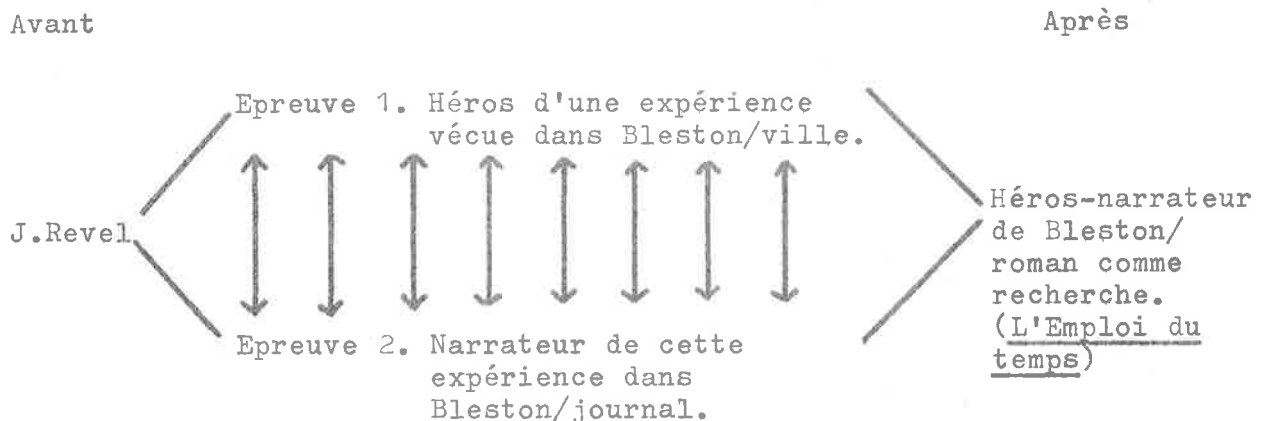 Avant
Après
Epreuve 1. Héros d'une expérience
vécue dans Bleston/ville.
J.Revel
Héros-narrateur
de Bleston/
roman comme
recherche.
(L'Emploi du
temps)
Epreuve 2. Narrateur de cette
expérience dans
Bleston/journal.